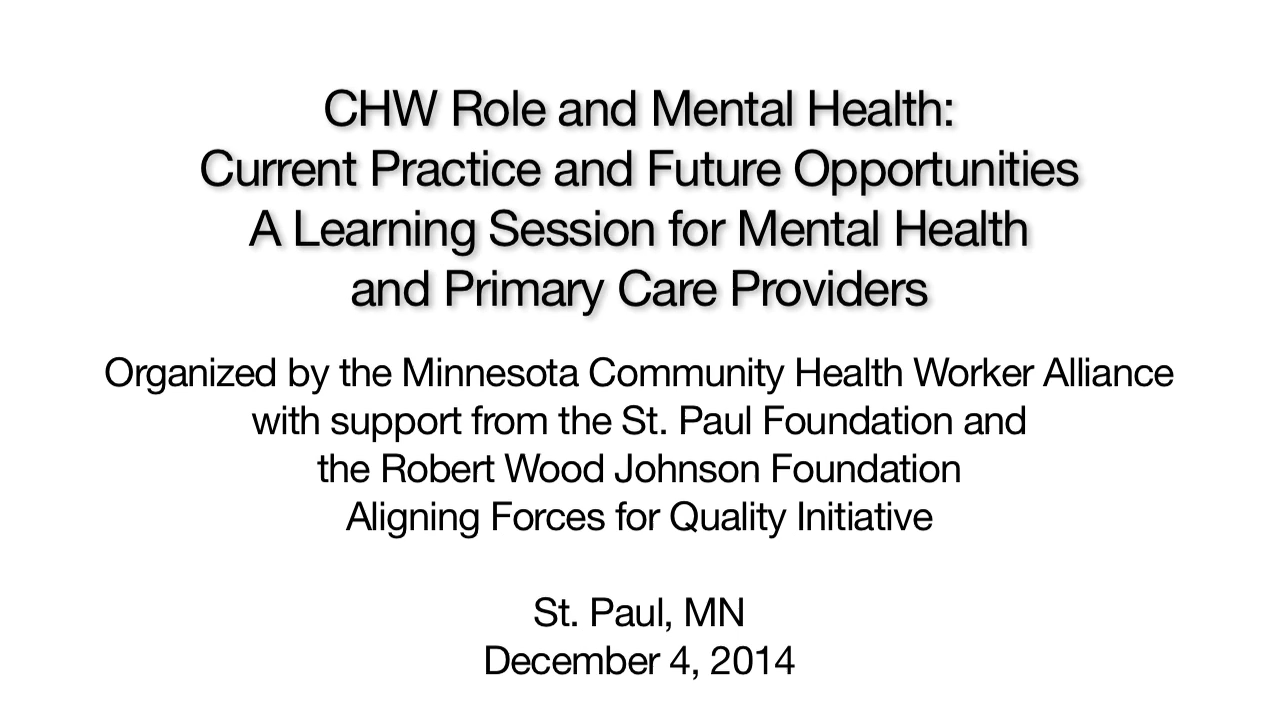 CHW Role and Mental Health:
Current Practice and Future Opportunities
A Learning Session for Mental Health
and Primary Care Providers
Organized by the Minnesota Community Health Worker Alliance
with support from the St. Paul Foundation and
the Robert Wood Johnson Foundation
Aligning Forces for Quality Initiative
St. Paul, MN
December 4, 2014